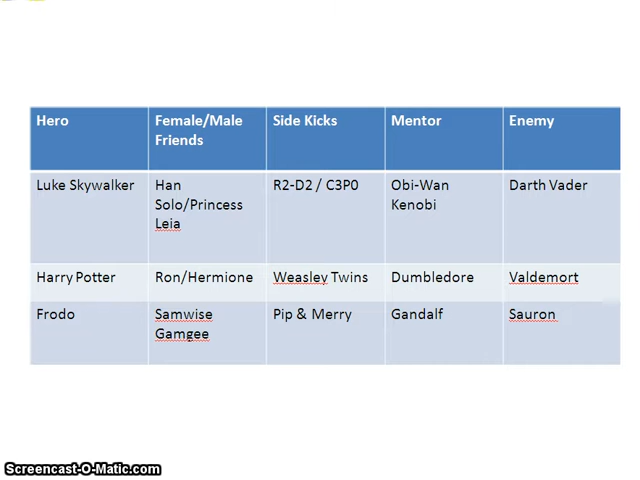 Hero
Female/Male
Friends
Side Kicks
Mentor
Enemy
Luke Skywalker
Han
Solo/Princess
Leia
R2-D2 / C3P0
Obi-Wan
Kenobi
Darth Vader
Harry Potter
Ron/Hermione
Weasley Twins
Dumbledore
Valdemort
Frodo
Samwise
Gamgee
Pip & Merry
Gandalf
Sauron
Screencast-O-Matic.com